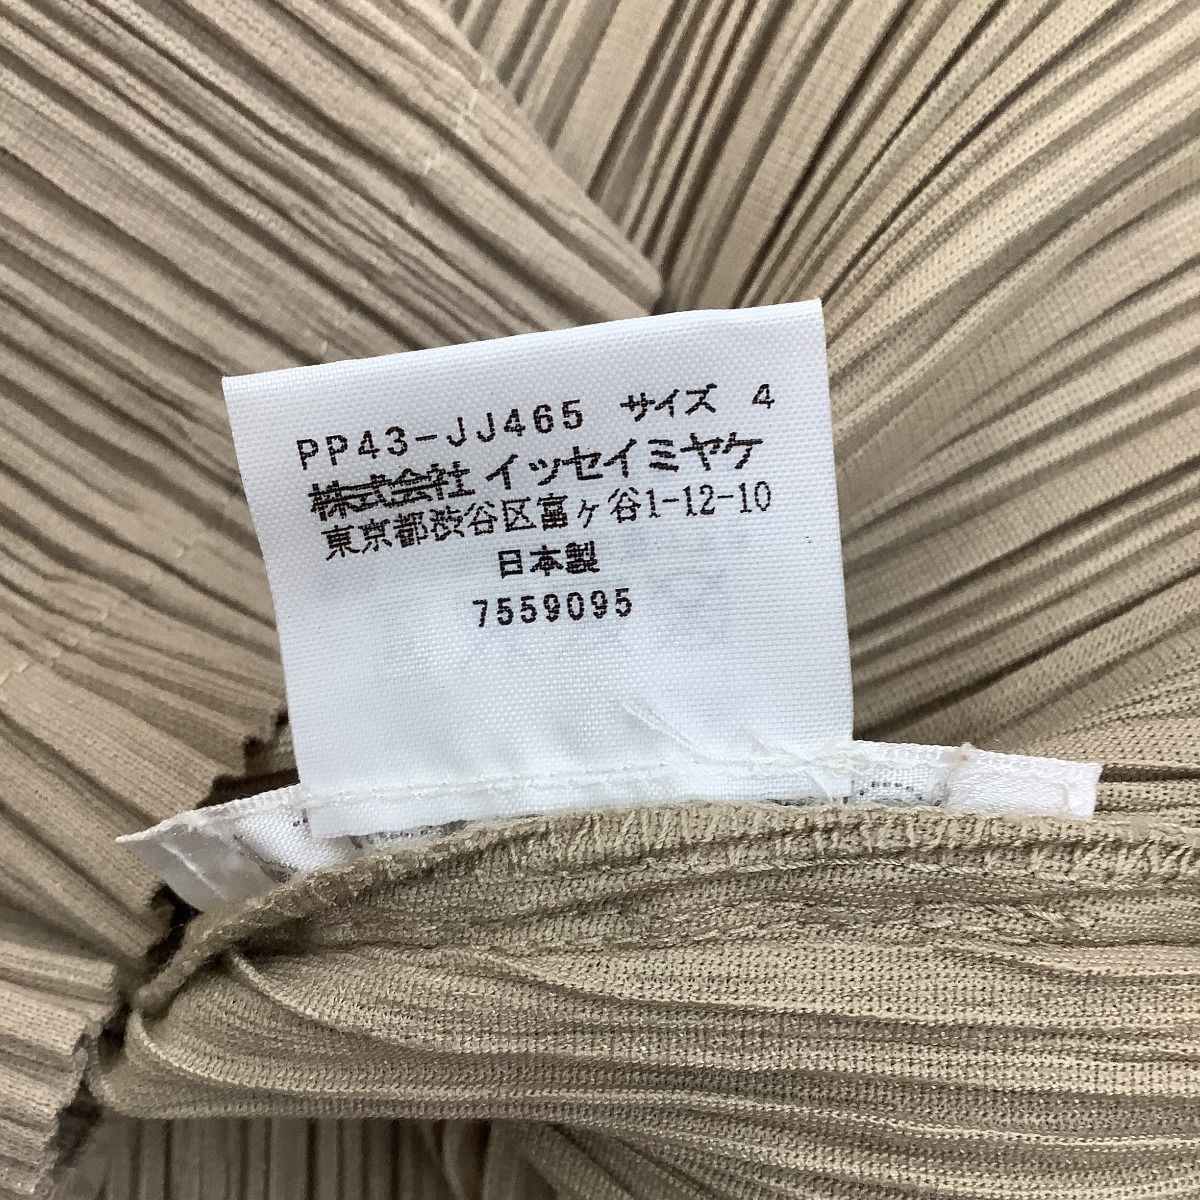 PP43-JJ465 サイズ 4
株式会社 イッセイミヤケ
東京都渋谷区富ヶ谷1-12-10
日本製
7559095